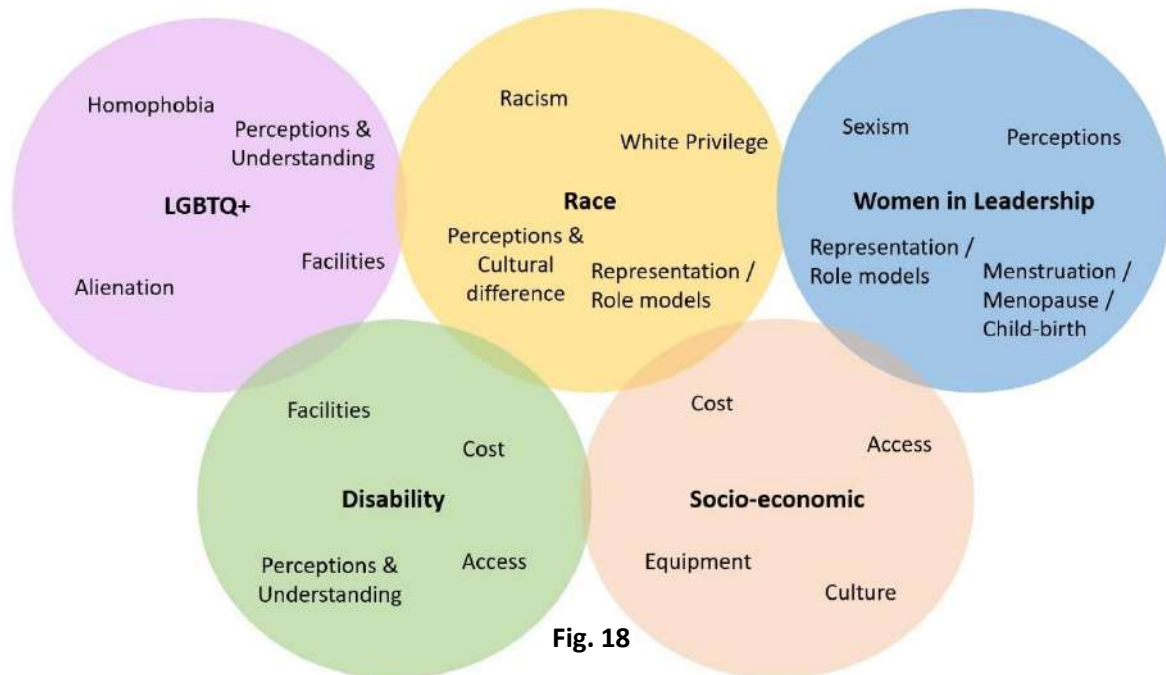 Homophobia
Perceptions &
Understanding
LGBTQ+
Facilities
Alienation
Racism
White Privilege
Race
Perceptions &
Cultural
difference
Representation /
Role models
Sexism
Perceptions
Women in Leadership
Representation /
Role models
Menstruation /
Menopause /
Child-birth
Facilities
Cost
Disability
Perceptions &
Understanding
Access
Cost
Access
Socio-economic
Equipment
Culture
Fig. 18